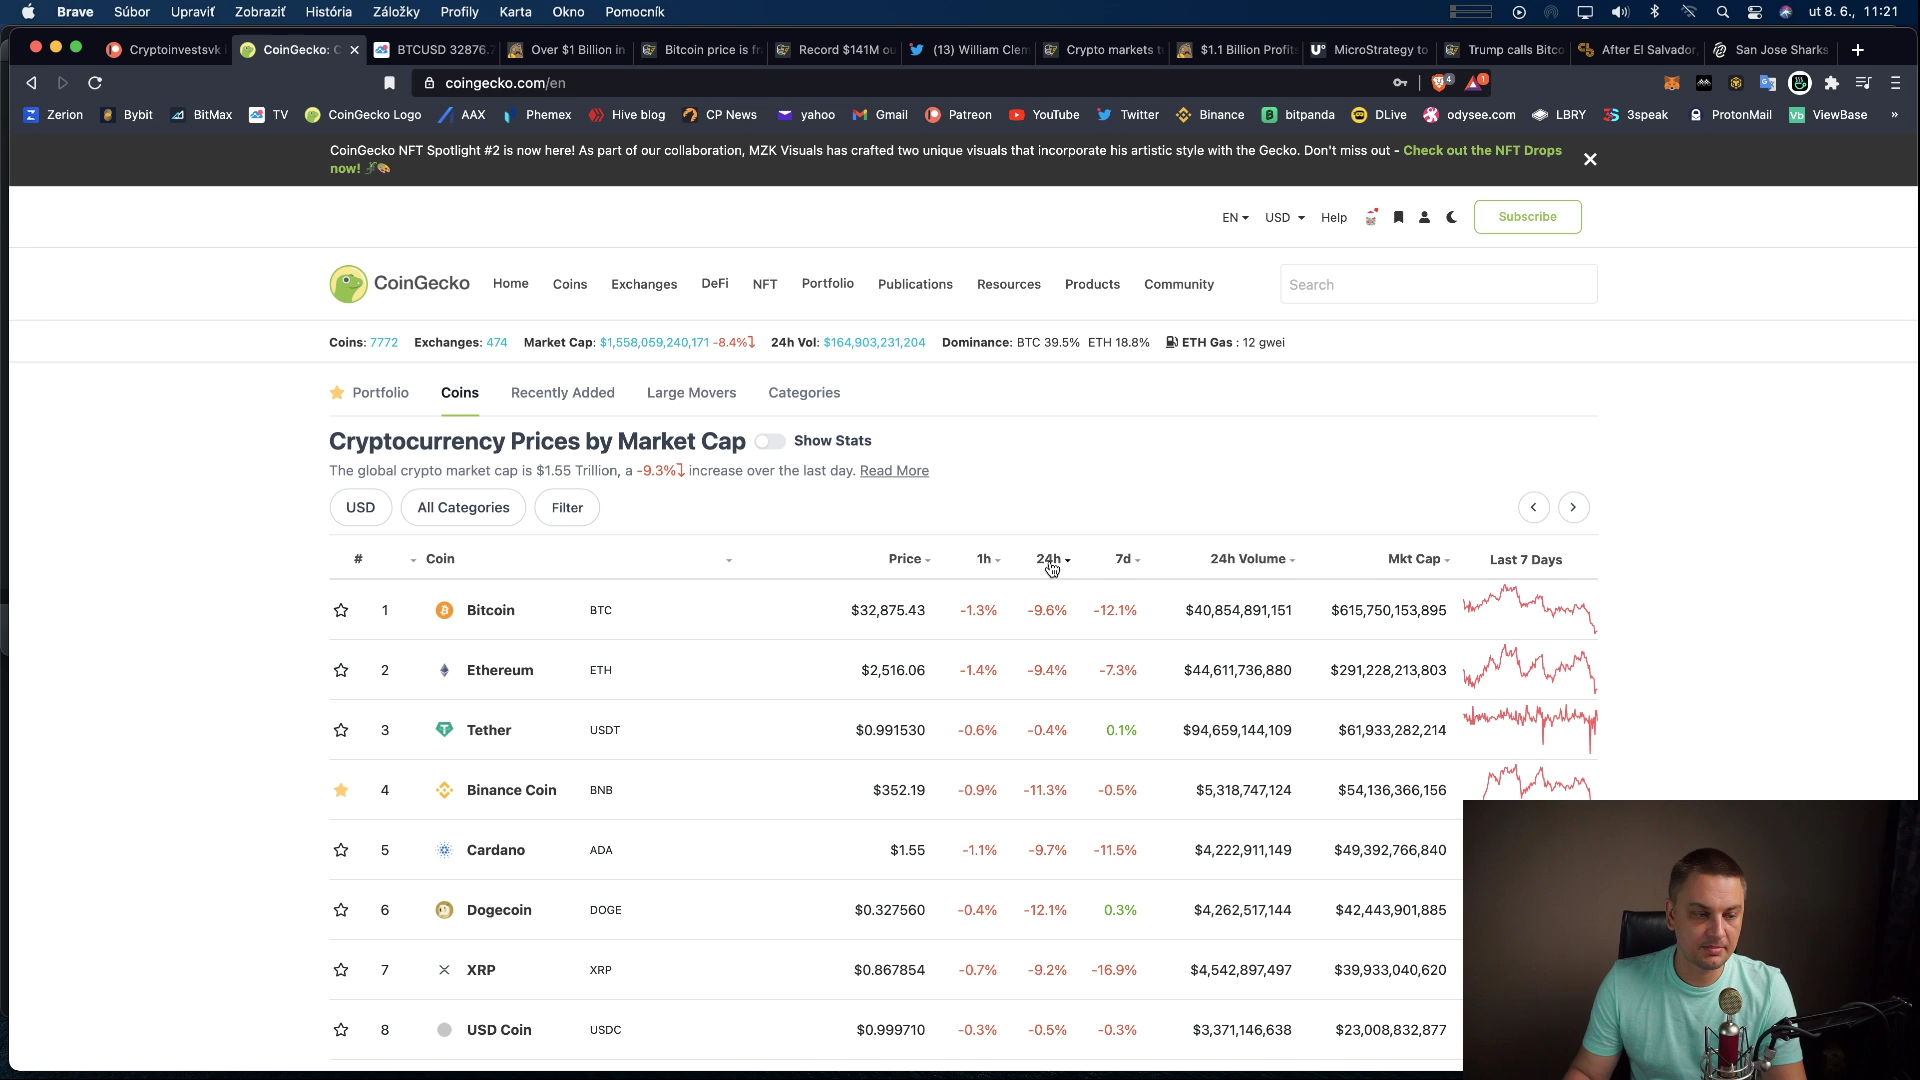 Brave Súbor Upraviť Zobraziť História Záložky Profily Karta Okno Pomocník ut 8. 6., 11:21
Cryptoinvestsvk CoinGecko: C BTCUSD 32876.7 Over $1 Billion in Bitcoin price is fr Record $141M ou (13) William Clem Crypto markets t $1.1 Billion Profit MicroStrategy to Trump calls Bitco After El Salvador, San Jose Sharks
coingecko.com/en 4 1
Zerion Bybit BitMax TV CoinGecko Logo AAX Phemex Hive blog CP News yahoo Gmail Patreon YouTube Twitter Binance bitpanda DLive odysee.com LBRY 3speak ProtonMail ViewBase »
CoinGecko NFT Spotlight #2 is now here! As part of our collaboration, MZK Visuals has crafted two unique visuals that incorporate his artistic style with the Gecko. Don't miss out - Check out the NFT Drops
now!
EN USD Help Subscribe
CoinGecko Home Coins Exchanges DeFi NFT Portfolio Publications Resources Products Community Search
Coins: 7772 Exchanges: 474 Market Cap: $1,558,059,240,171 -8.4% 24h Vol: $164,903,231,204 Dominance: BTC 39.5% ETH 18.8% ETH Gas : 12 gwei
Portfolio Coins Recently Added Large Movers Categories
Cryptocurrency Prices by Market Cap Show Stats
The global crypto market cap is $1.55 Trillion, a -9.3% increase over the last day. Read More
USD All Categories Filter
# Coin Price 1h 24h 7d 24h Volume Mkt Cap Last 7 Days
1 Bitcoin BTC $32,875.43 -1.3% -9.6% -12.1% $40,854,891,151 $615,750,153,895
2 Ethereum ETH $2,516.06 -1.4% -9.4% -7.3% $44,611,736,880 $291,228,213,803
3 Tether USDT $0.991530 -0.6% -0.4% 0.1% $94,659,144,109 $61,933,282,214
4 Binance Coin BNB $352.19 -0.9% -11.3% -0.5% $5,318,747,124 $54,136,366,156
5 Cardano ADA $1.55 -1.1% -9.7% -11.5% $4,222,911,149 $49,392,766,840
6 Dogecoin DOGE $0.327560 -0.4% -12.1% 0.3% $4,262,517,144 $42,443,901,885
7 XRP XRP $0.867854 -0.7% -9.2% -16.9% $4,542,897,497 $39,933,040,620
8 USD Coin USDC $0.999710 -0.3% -0.5% -0.3% $3,371,146,638 $23,008,832,877